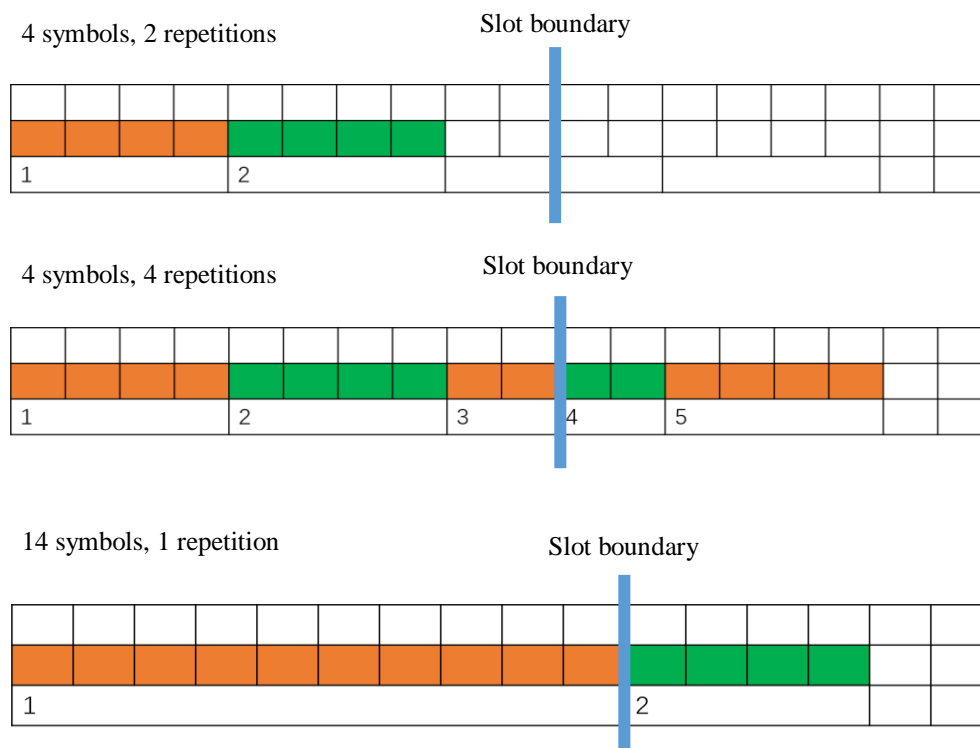 4 symbols, 2 repetitions
Slot boundary
1
2
4 symbols, 4 repetitions
Slot boundary
1
2
3
4
5
14 symbols, 1 repetition
Slot boundary
1
2